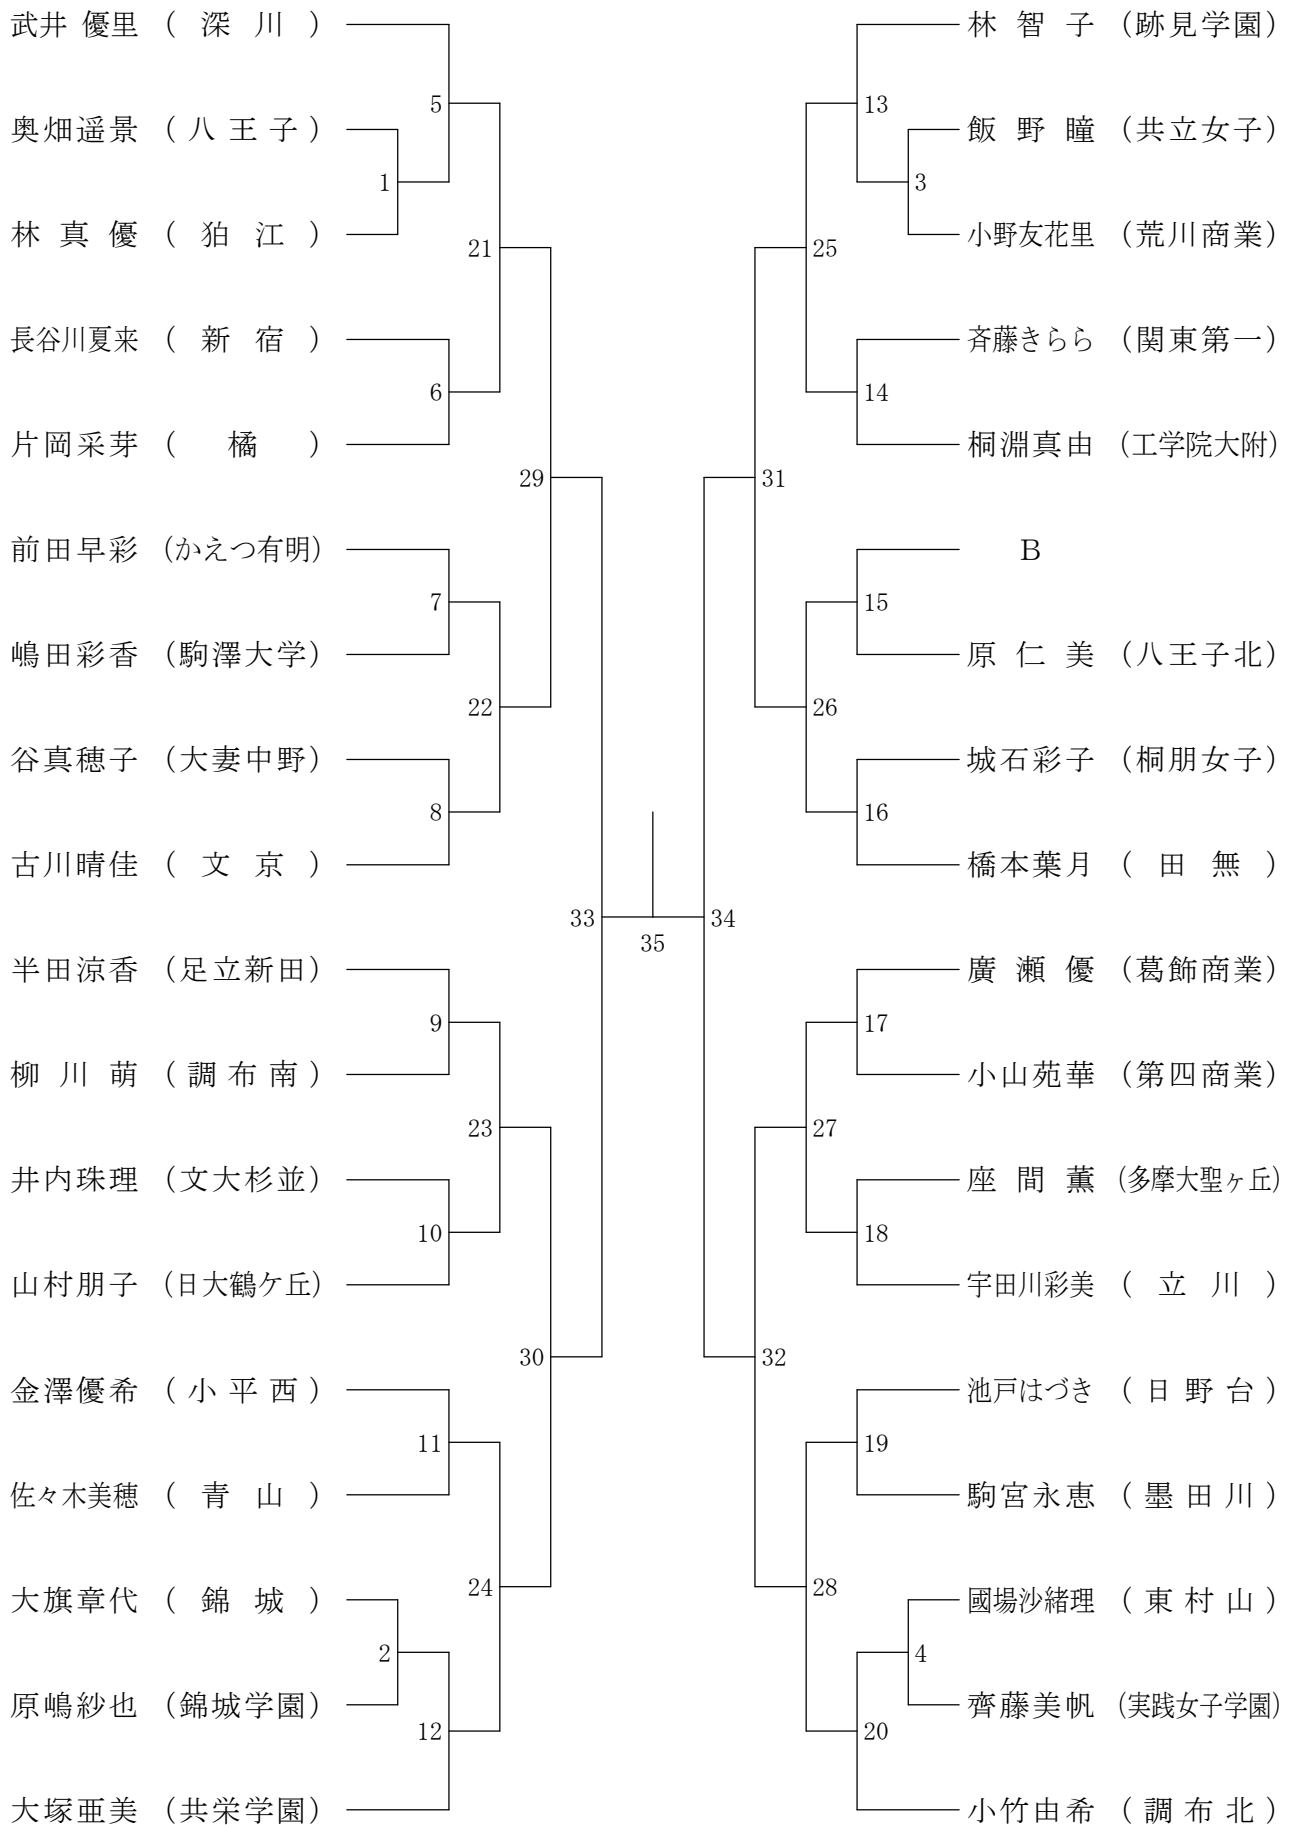 武井 優里 （ 深 川 ）
5
奥畑遥景 （ 八 王 子 ）
1
林 真 優 （ 狛 江 ）
21
長谷川夏来 （ 新 宿 ）
6
片岡采芽 （ 橘 ）
29
前田早彩 （かえつ有明）
7
嶋田彩香 （駒澤大学）
22
谷真穂子 （大妻中野）
8
古川晴佳 （ 文 京 ）
33
半田涼香 （足立新田）
9
柳 川 萌 （ 調 布 南 ）
23
井内珠理 （文大杉並）
10
山村朋子 （日大鶴ケ丘）
30
金澤優希 （ 小 平 西 ）
11
佐々木美穂 （ 青 山 ）
24
大旗章代 （ 錦 城 ）
2
原嶋紗也 （錦城学園）
12
大塚亜美 （共栄学園）
35
林 智 子 （跡見学園）
13
飯 野 瞳 （共立女子）
3
小野友花里 （荒川商業）
25
斉藤きらら （関東第一）
14
桐淵真由 （工学院大附）
31
B
15
原 仁 美 （八王子北）
26
城石彩子 （桐朋女子）
16
橋本葉月 （ 田 無 ）
34
廣 瀬 優 （葛飾商業）
17
小山苑華 （第四商業）
27
座 間 薫 （多摩大聖ヶ丘）
18
宇田川彩美 （ 立 川 ）
32
池戸はづき （ 日 野 台 ）
19
駒宮永恵 （ 墨 田 川 ）
28
國場沙緒理 （ 東 村 山 ）
4
齊藤美帆 （実践女子学園）
20
小竹由希 （ 調 布 北 ）